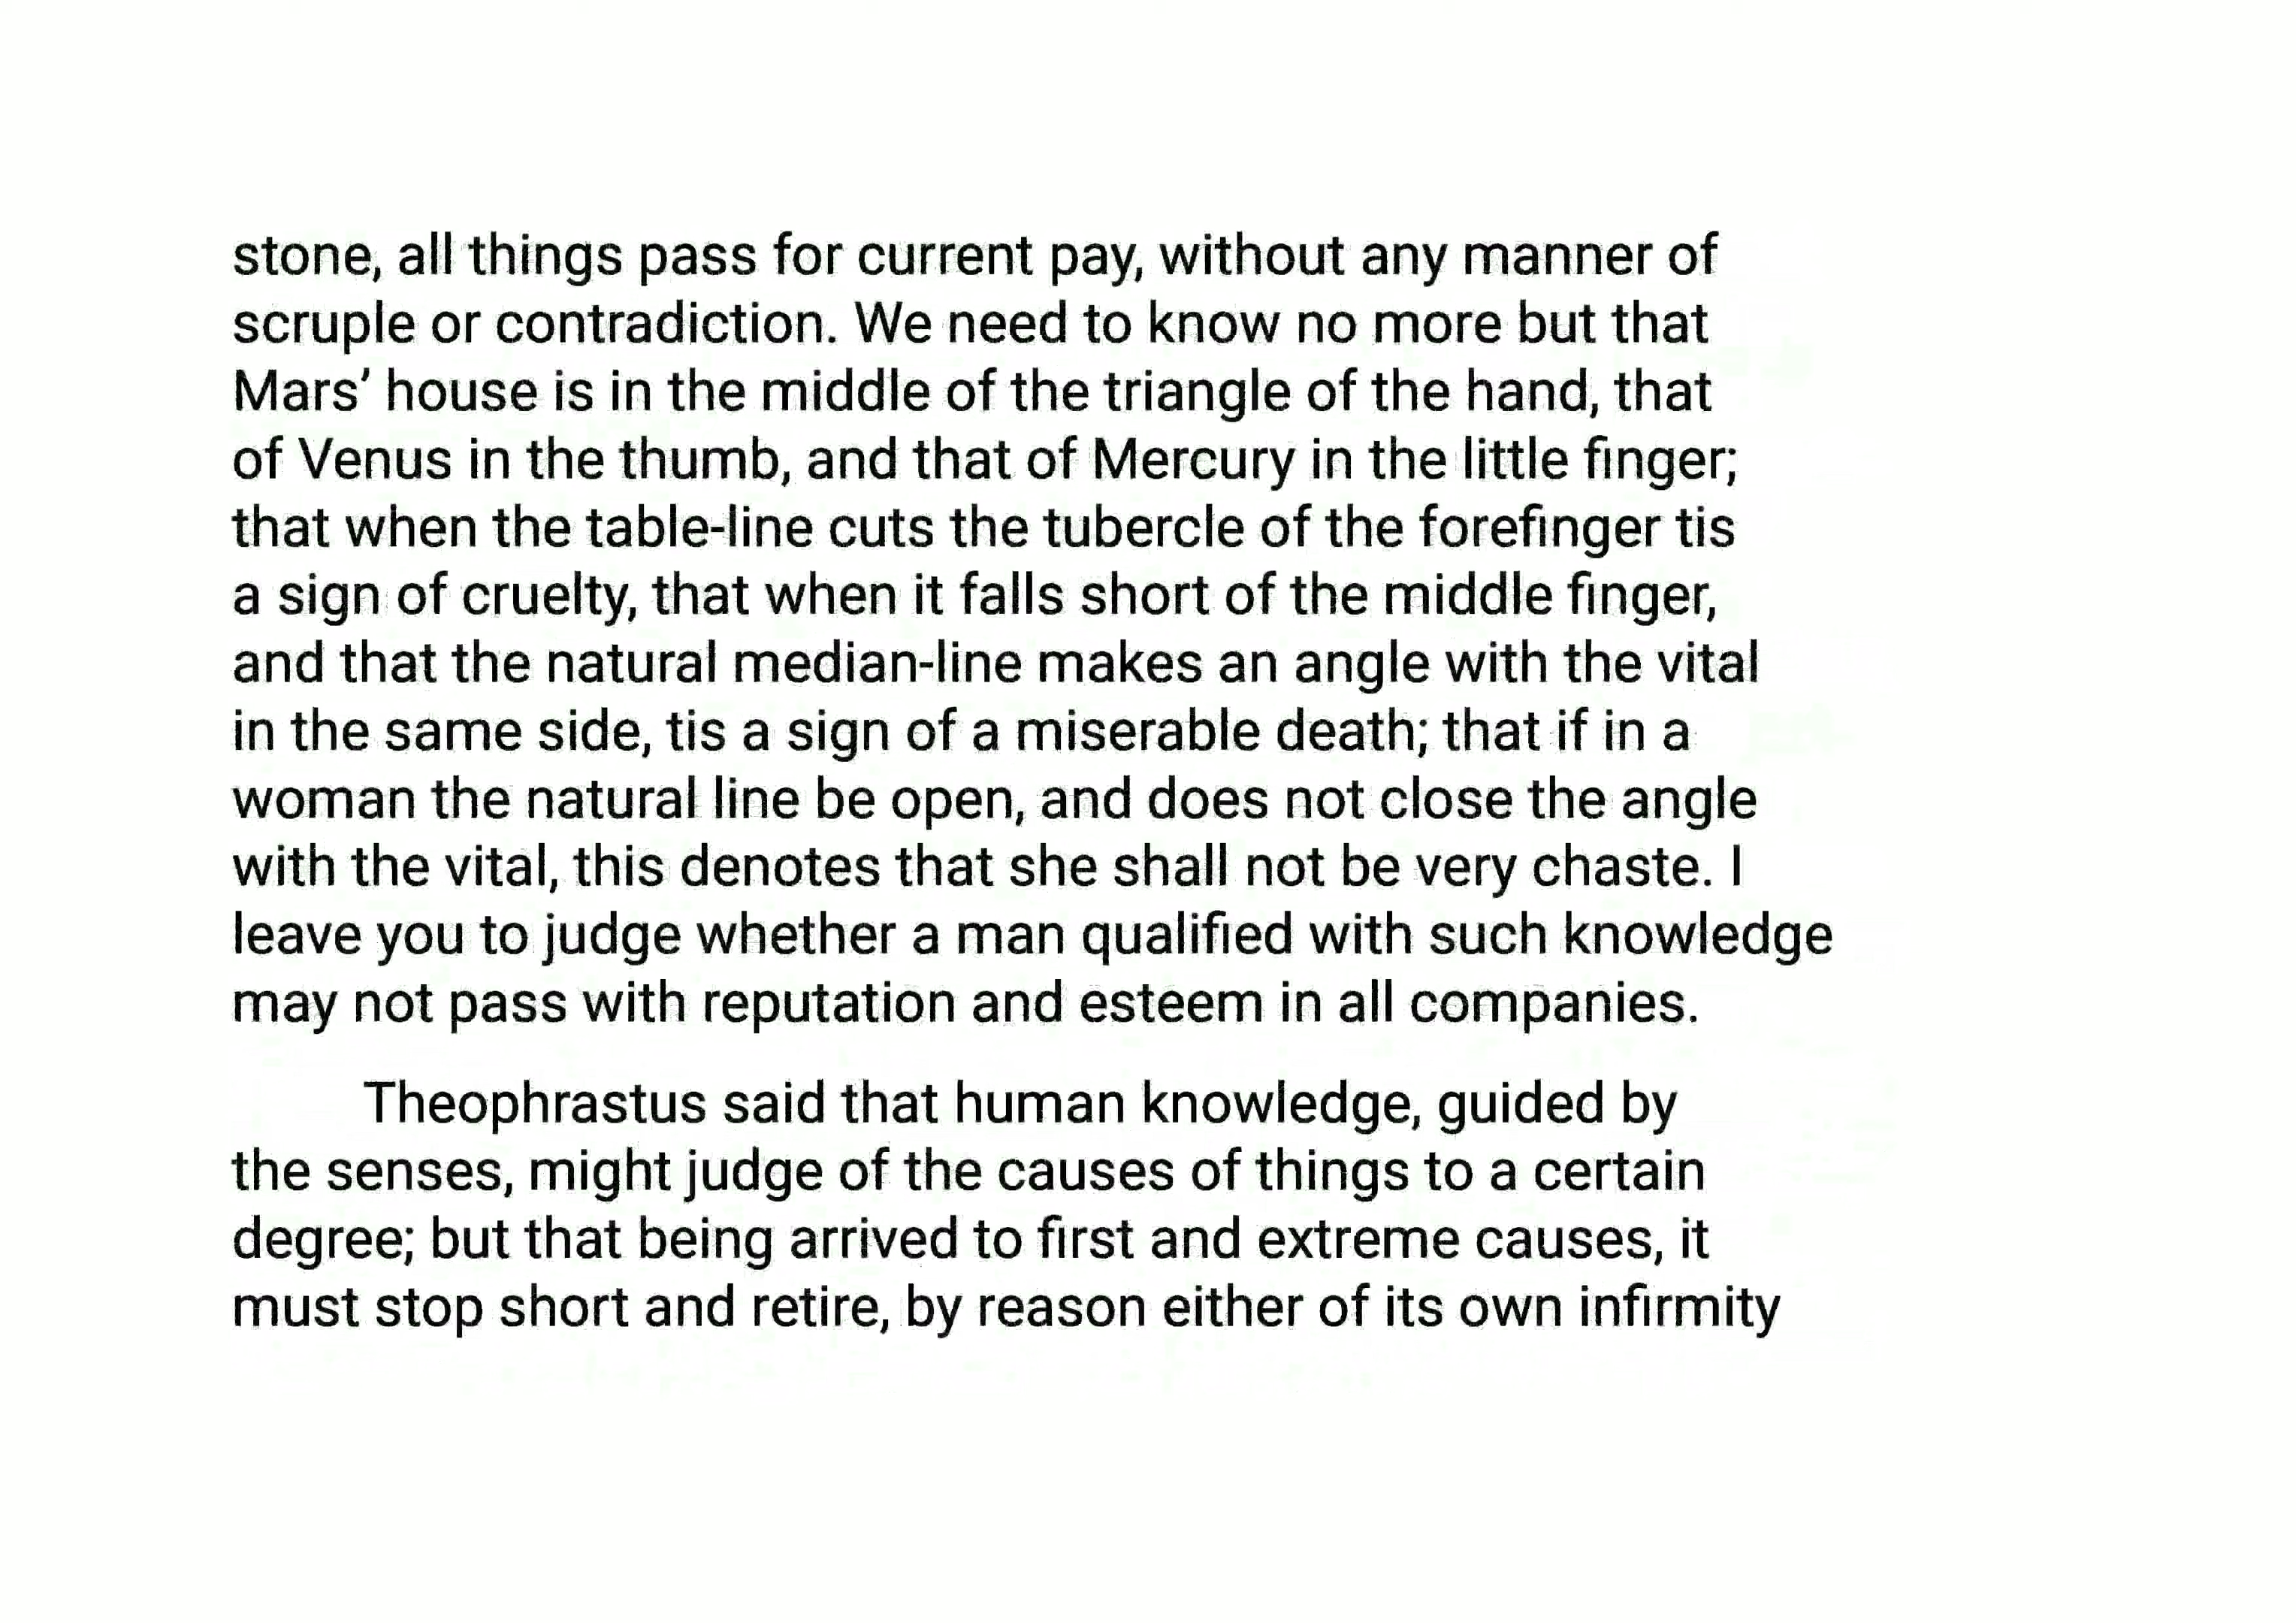 stone, all things pass for current pay, without any manner of
scruple or contradiction. We need to know no more but that
Mars’ house is in the middle of the triangle of the hand, that
of Venus in the thumb, and that of Mercury in the little finger;
that when the table-line cuts the tubercle of the forefinger tis
a sign of cruelty, that when it falls short of the middle finger,
and that the natural median-line makes an angle with the vital
in the same side, tis a sign of a miserable death; that if in a
woman the natural line be open, and does not close the angle
with the vital, this denotes that she shall not be very chaste. I
leave you to judge whether a man qualified with such knowledge
may not pass with reputation and esteem in all companies.
Theophrastus said that human knowledge, guided by
the senses, might judge of the causes of things to a certain
degree; but that being arrived to first and extreme causes, it
must stop short and retire, by reason either of its own infirmity